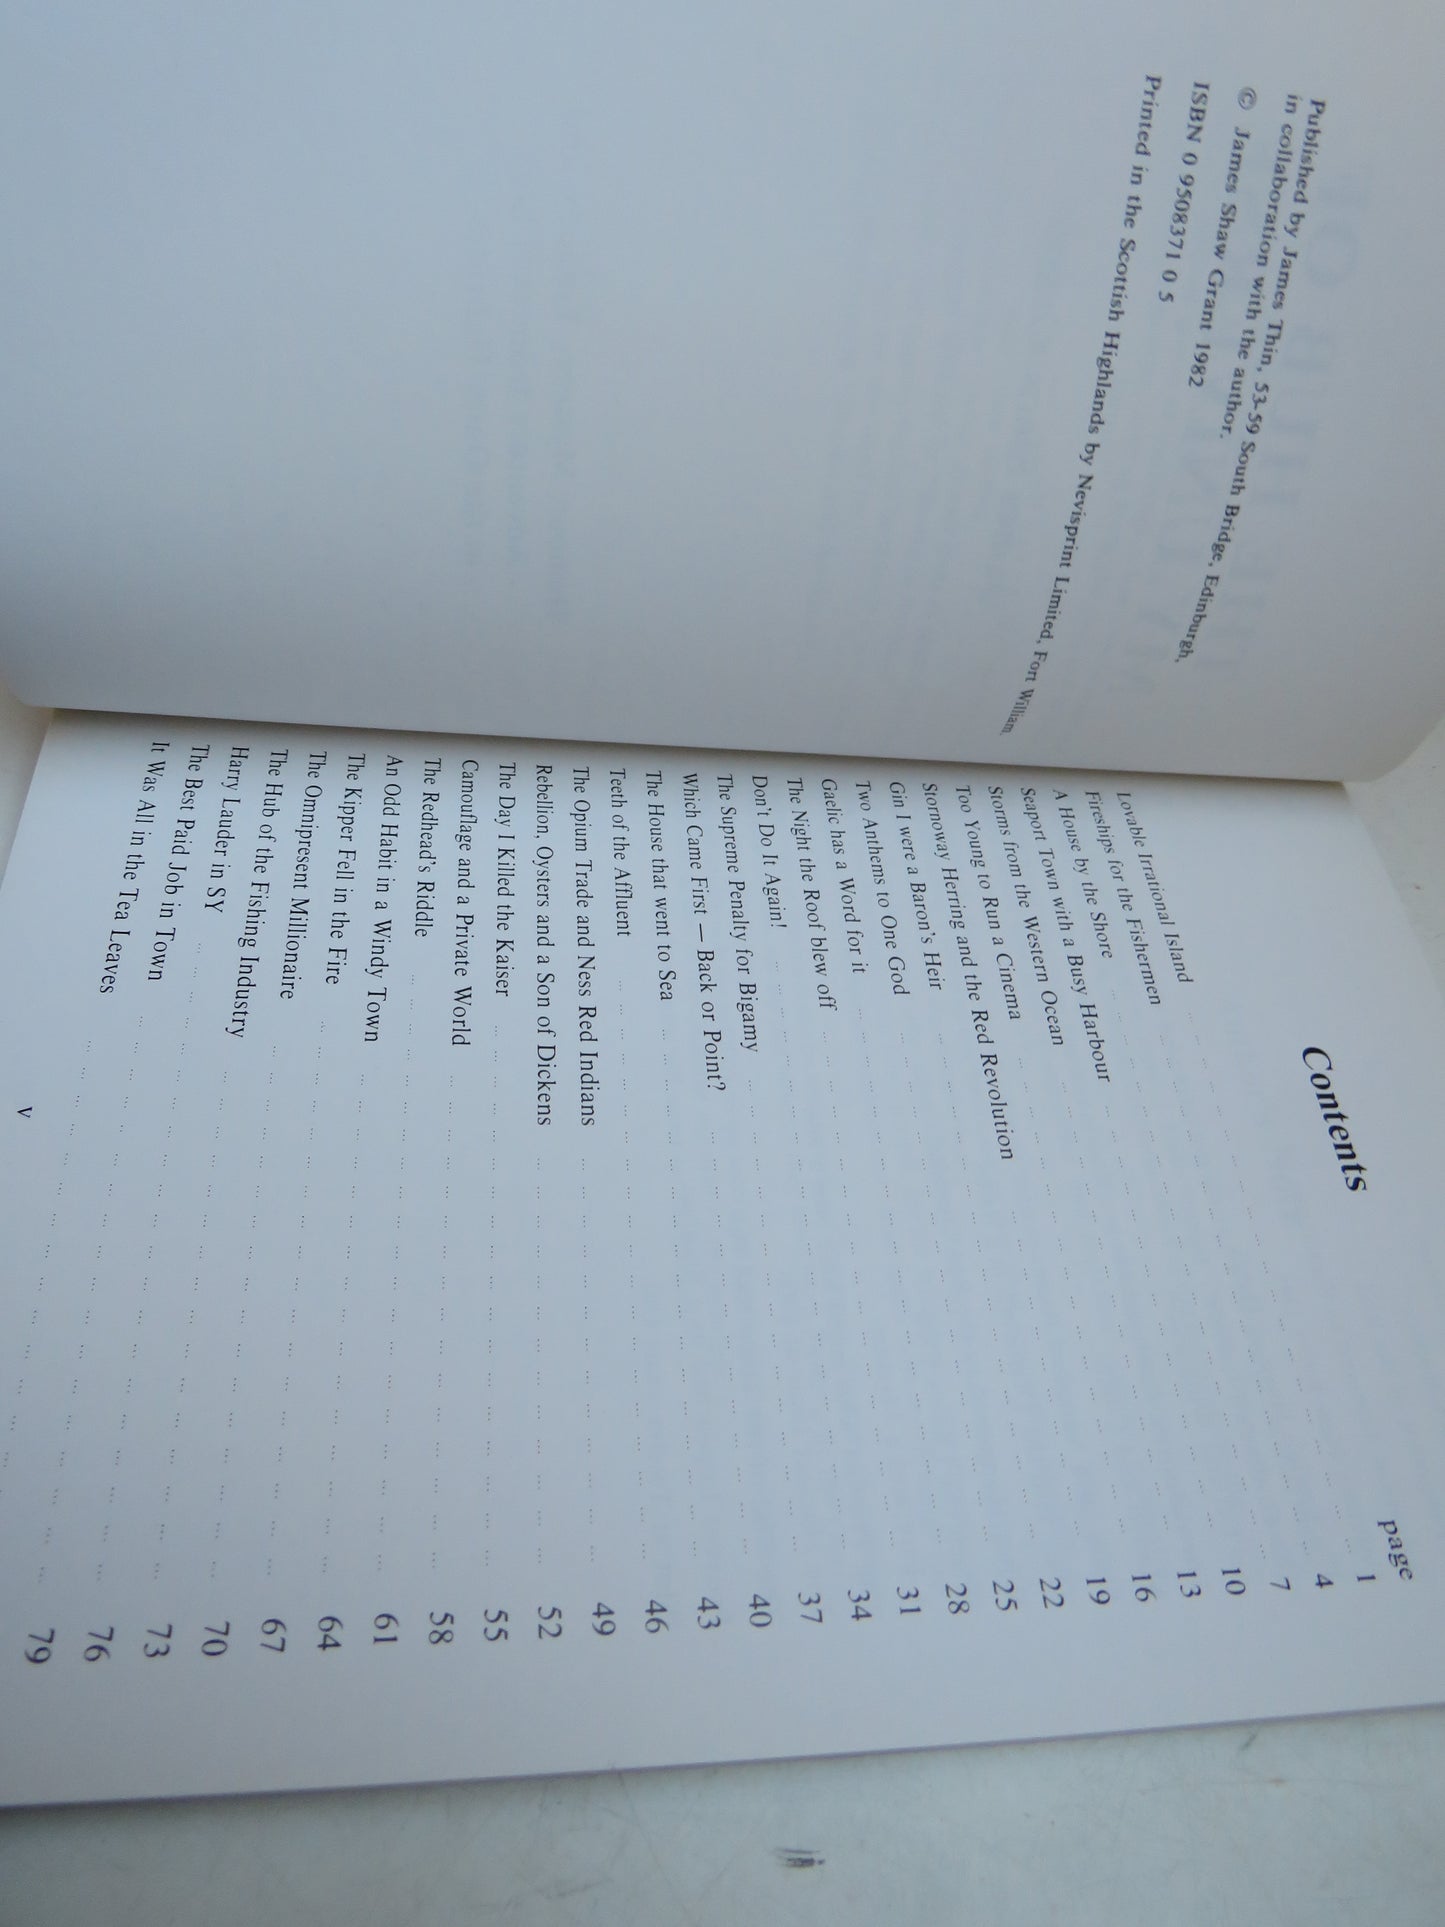 Published by James Thin, 53-59 South Bridge, Edinburgh,
in collaboration with the author.
© James Shaw Grant 1982
ISBN 0 9508371 0 5
Printed in the Scottish Highlands by Nevisprint Limited, Fort William.
Contents
page
Lovable Irrational Island ... 1
Fireships for the Fishermen ... 4
A House by the Shore ... 7
Seaport Town with a Busy Harbour ... 10
Storms from the Western Ocean ... 13
Too Young to Run a Cinema ... 16
Stornoway Herring and the Red Revolution ... 19
Gin I were a Baron's Heir ... 22
Two Anthems to One God ... 25
Gaelic has a Word for it ... 28
The Night the Roof blew off ... 31
Don't Do It Again! ... 34
The Supreme Penalty for Bigamy ... 37
Which Came First — Back or Point? ... 40
The House that went to Sea ... 43
Teeth of the Affluent ... 46
The Opium Trade and Ness Red Indians ... 49
Rebellion, Oysters and a Son of Dickens ... 52
The Day I Killed the Kaiser ... 55
Camouflage and a Private World ... 58
The Redhead's Riddle ... 61
An Odd Habit in a Windy Town ... 64
The Kipper Fell in the Fire ... 67
The Omnipresent Millionaire ... 70
The Hub of the Fishing Industry ... 73
Harry Lauder in SY ... 76
The Best Paid Job in Town ... 79
It Was All in the Tea Leaves ...
v